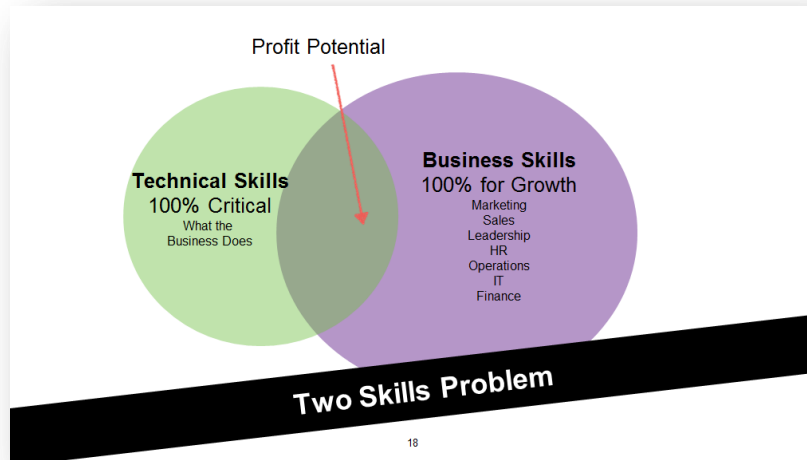 Profit Potential
Technical Skills
100% Critical
What the
Business Does
Business Skills
100% for Growth
Marketing
Sales
Leadership
HR
Operations
IT
Finance
Two Skills Problem
18